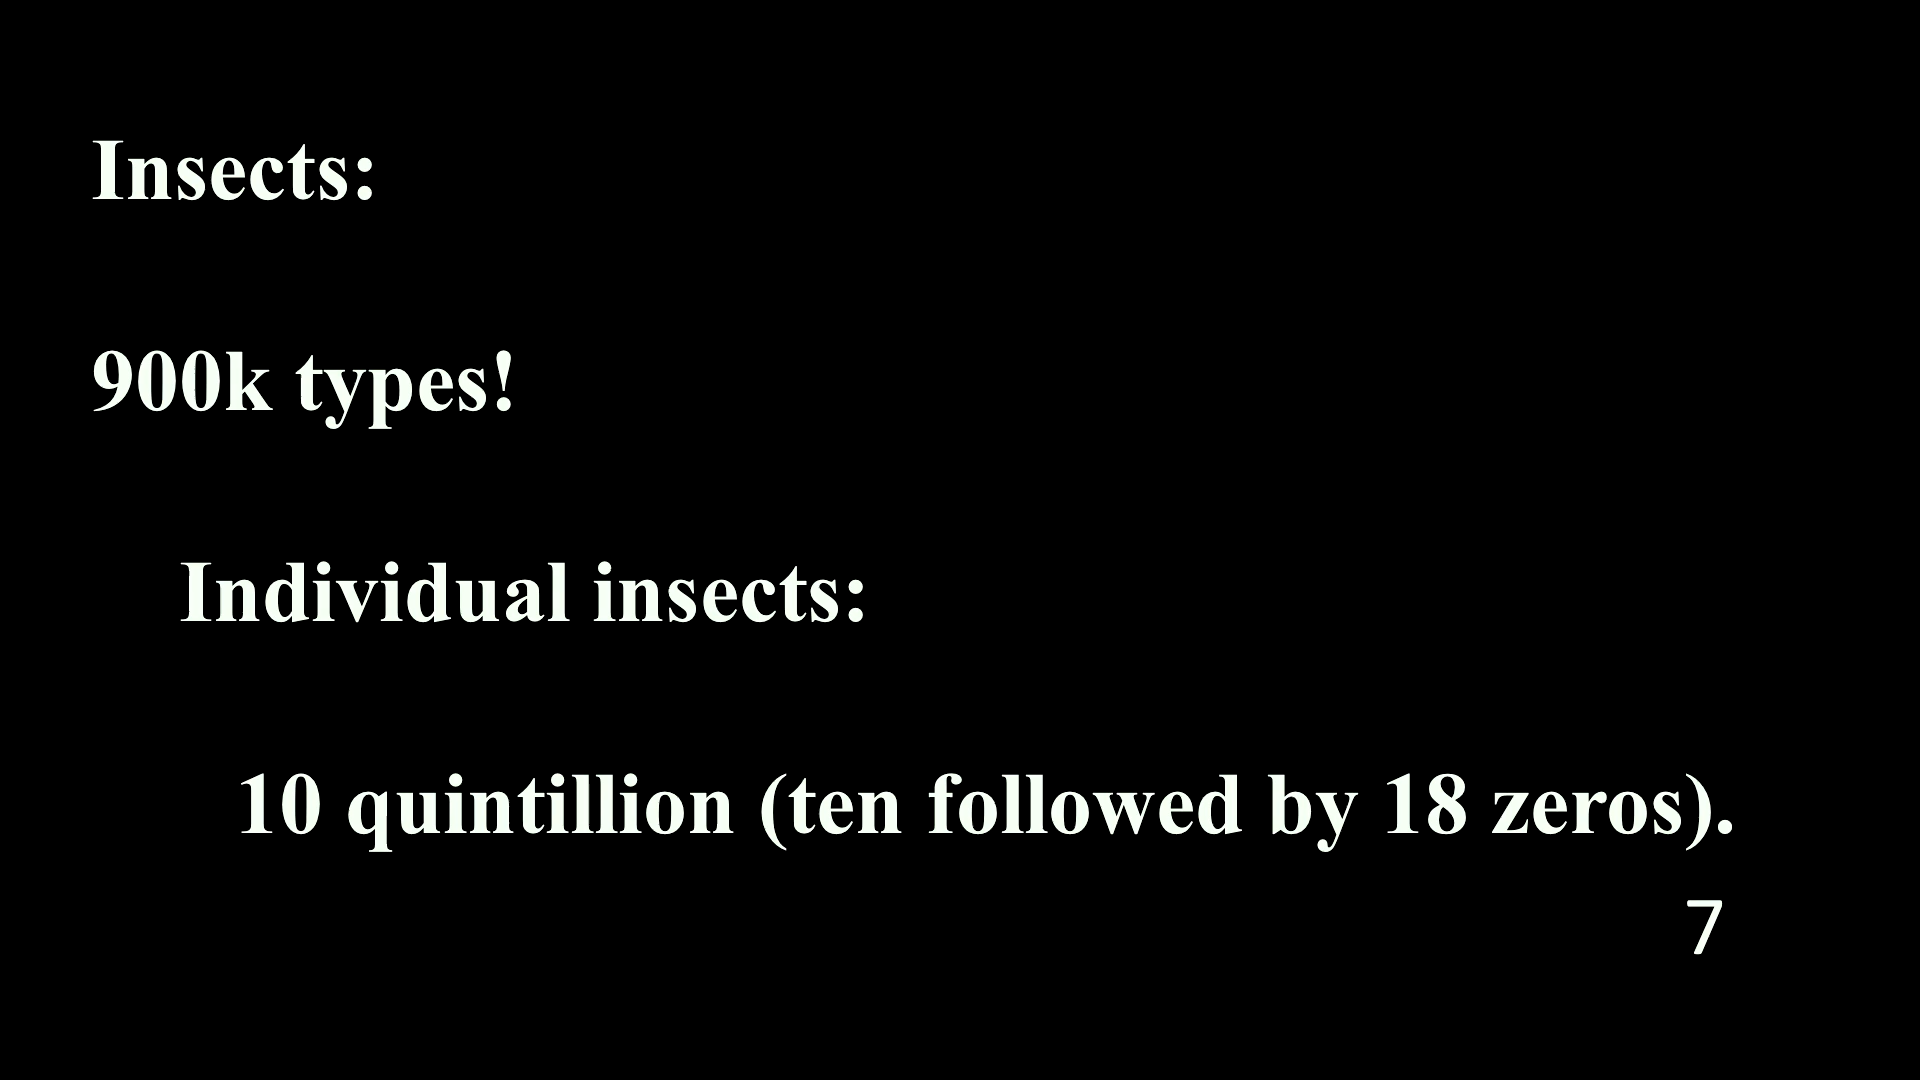 Insects:
900k types!
Individual insects:
10 quintillion (ten followed by 18 zeros).
7